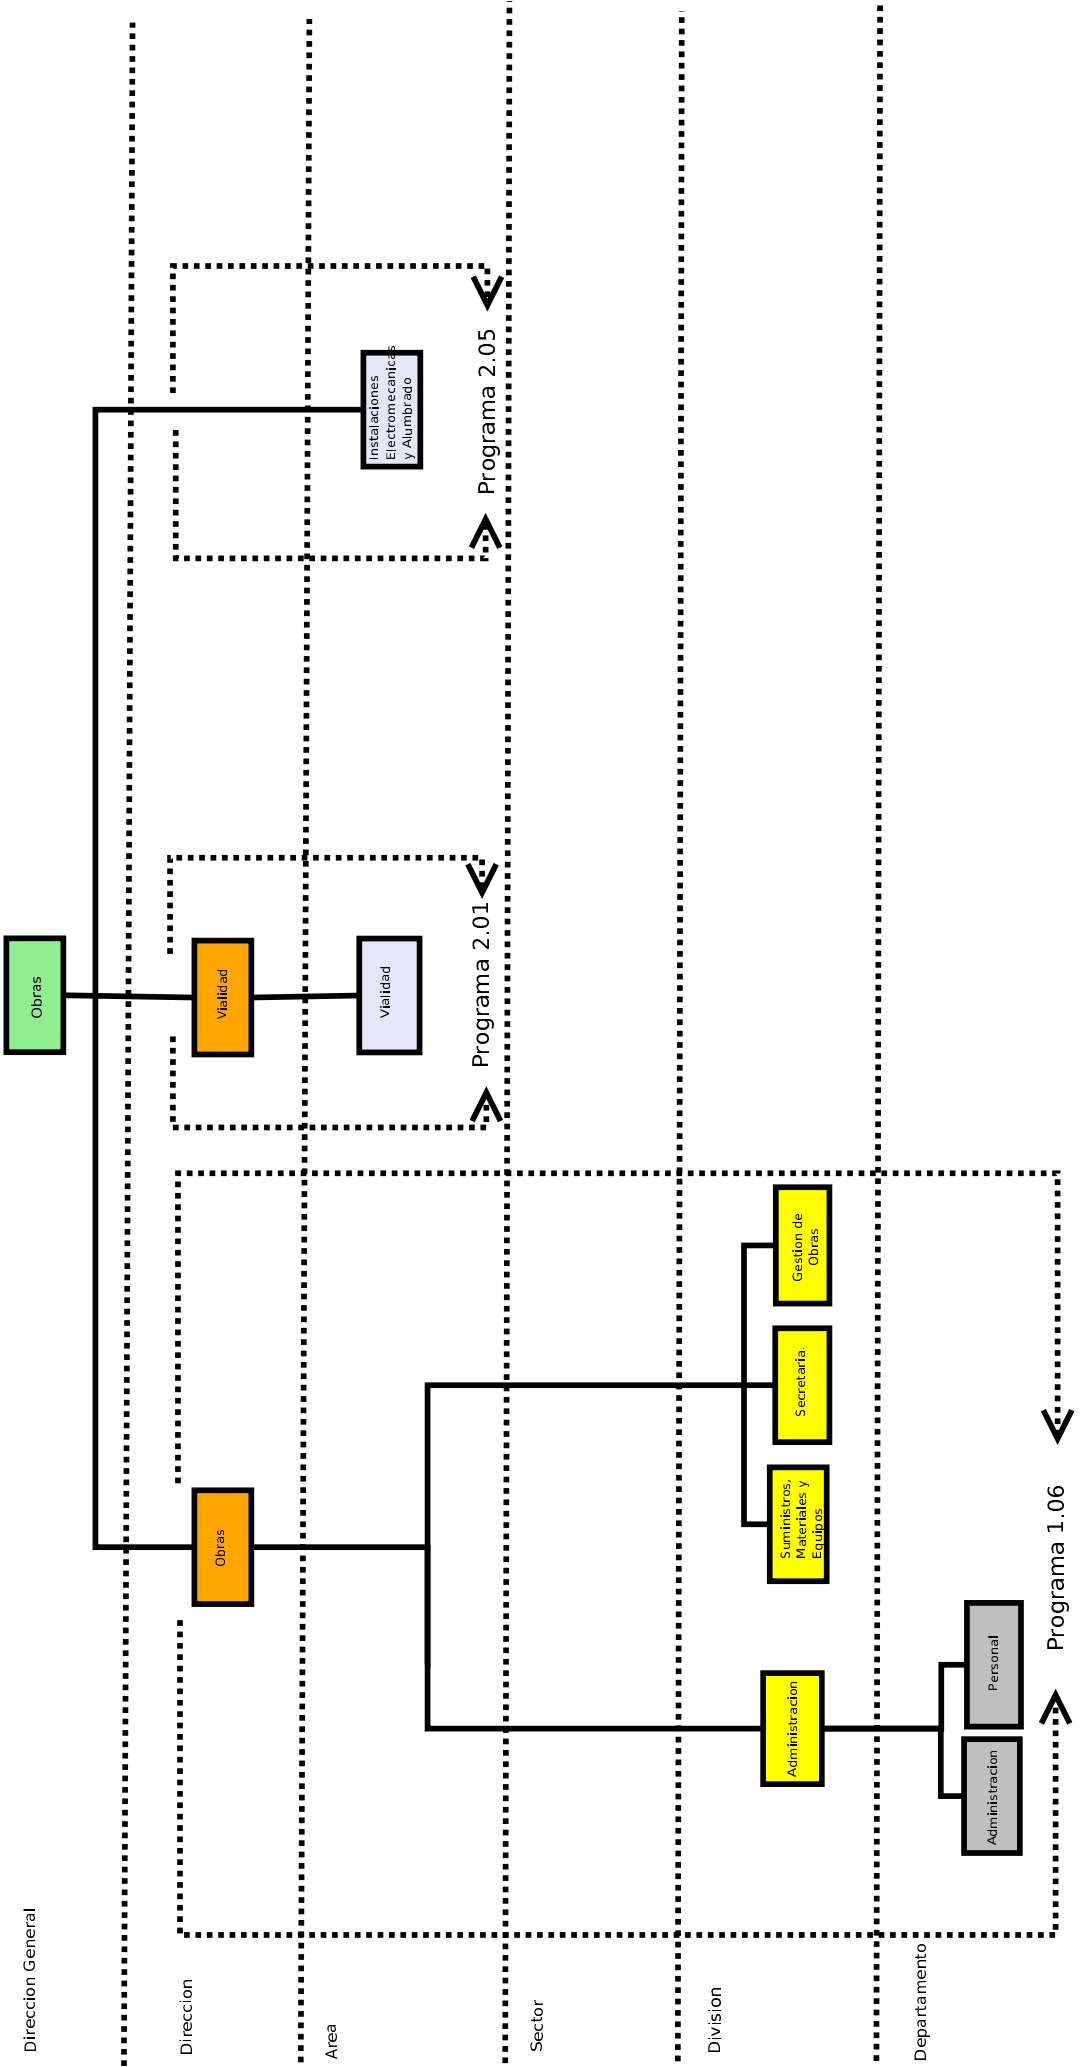 Direccion General
Obras
Direccion
Obras
Vialidad
Area
Vialidad
Instalaciones
Electromecanicas
y Alumbrado
Programa 2.01
Programa 2.05
Sector
Division
Administracion
Suministros,
Materiales y
Equipos
Secretaria.
Gestion de
Obras
Departamento
Administracion
Personal
Programa 1.06